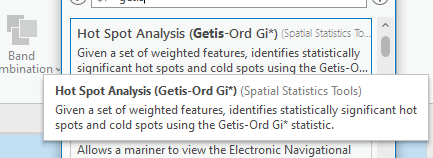 getis
Hot Spot Analysis (Getis-Ord Gi*) (Spatial Statistics To...
Given a set of weighted features, identifies statistically
significant hot spots and cold spots using the Getis-O...
Band
Combination
Hot Spot Analysis (Getis-Ord Gi*) (Spatial Statistics Tools)
Given a set of weighted features, identifies statistically significant hot
spots and cold spots using the Getis-Ord Gi* statistic.
Allows a mariner to view the Electronic Navigational